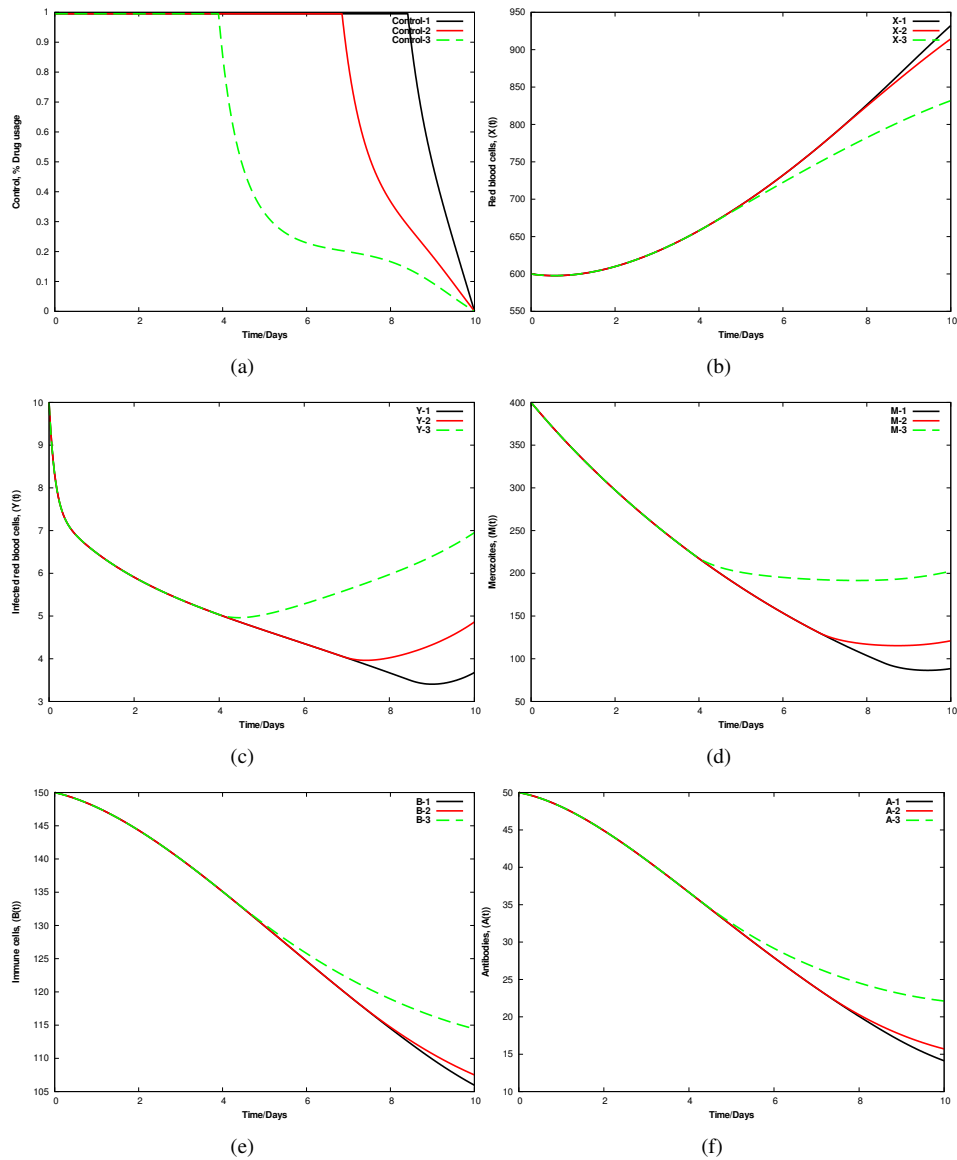 Control, % Drug usage
1
0.9
0.8
0.7
0.6
0.5
0.4
0.3
0.2
0.1
0
0 2 4 6 8 10
Time/Days
Control-1
Control-2
Control-3
(a)
Red blood cells, (X(t)
950
900
850
800
750
700
650
600
550
0 2 4 6 8 10
Time/Days
X-1
X-2
X-3
(b)
Infected red blood cells, (Y(t)
10
9
8
7
6
5
4
3
0 2 4 6 8 10
Time/Days
Y-1
Y-2
Y-3
(c)
Merozoites, (M(t))
400
350
300
250
200
150
100
50
0 2 4 6 8 10
Time/Days
M-1
M-2
M-3
(d)
Immune cells, (B(t))
150
145
140
135
130
125
120
115
110
105
0 2 4 6 8 10
Time/Days
B-1
B-2
B-3
(e)
Antibodies, (A(t))
50
45
40
35
30
25
20
15
10
0 2 4 6 8 10
Time/Days
A-1
A-2
A-3
(f)